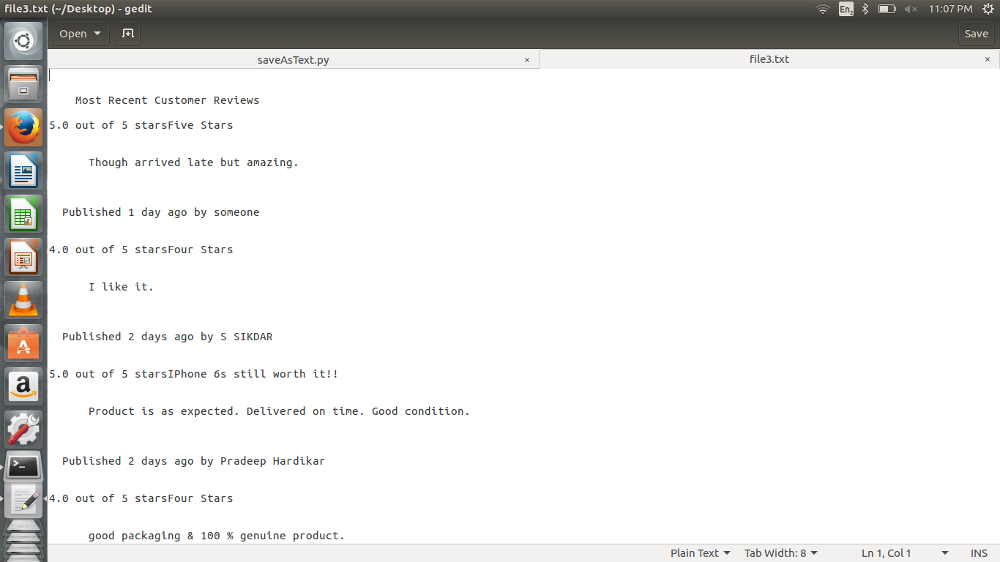 file3.txt (~/Desktop) - gedit
En2
11:07 PM
Open
Save
saveAsText.py ×
file3.txt ×
Most Recent Customer Reviews
5.0 out of 5 starsFive Stars
Though arrived late but amazing.
Published 1 day ago by someone
4.0 out of 5 starsFour Stars
I like it.
Published 2 days ago by S SIKDAR
5.0 out of 5 starsIPhone 6s still worth it!!
Product is as expected. Delivered on time. Good condition.
Published 2 days ago by Pradeep Hardikar
4.0 out of 5 starsFour Stars
good packaging & 100 % genuine product.
Plain Text
Tab Width: 8
Ln 1, Col 1
INS